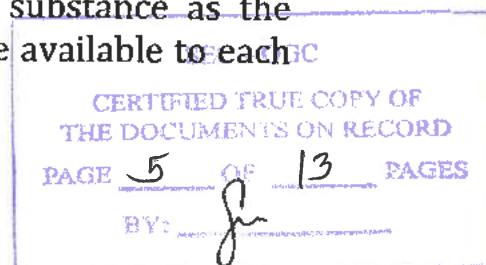 substance as the
available to each
CERTIFIED TRUE COPY OF
THE DOCUMENTS ON RECORD
PAGE 5 OF 13 PAGES
BY: